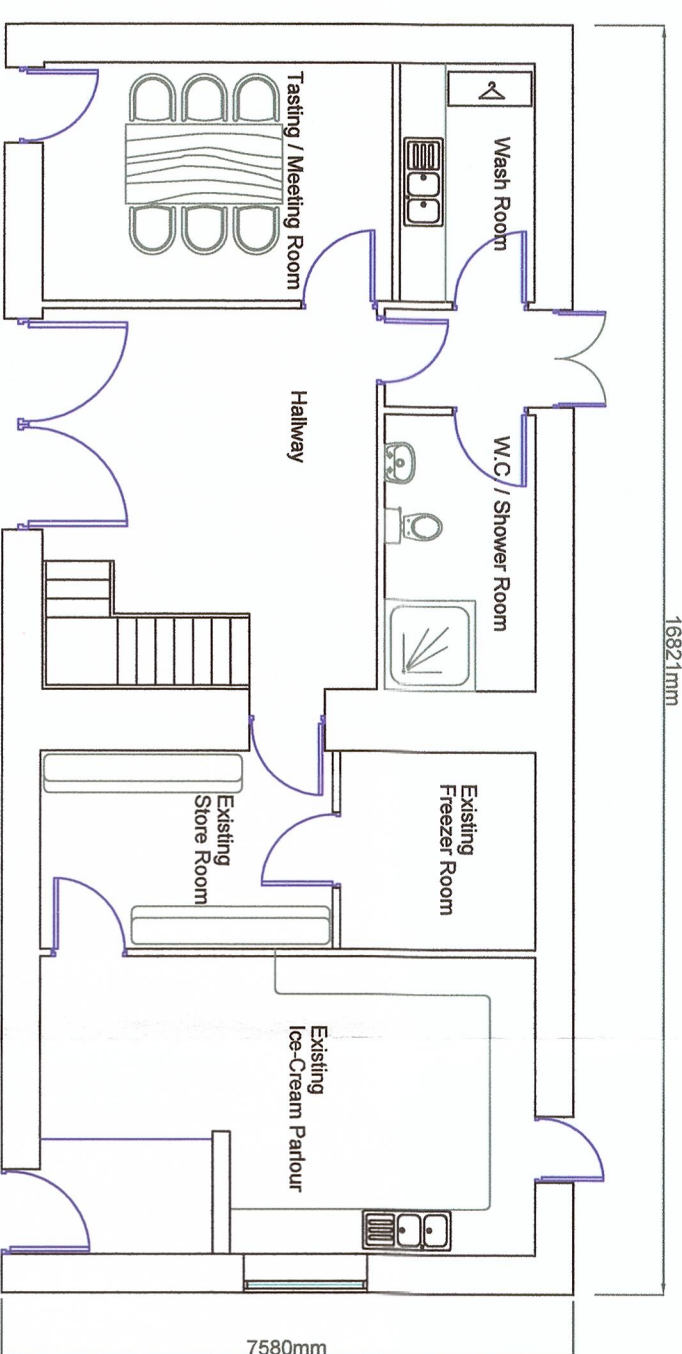 Wash Room
Tasting / Meeting Room
Hallway
W.C. / Shower Room
16821mm
Existing
Freezer Room
Existing
Store Room
Existing
Ice-Cream Parlour
7580mm